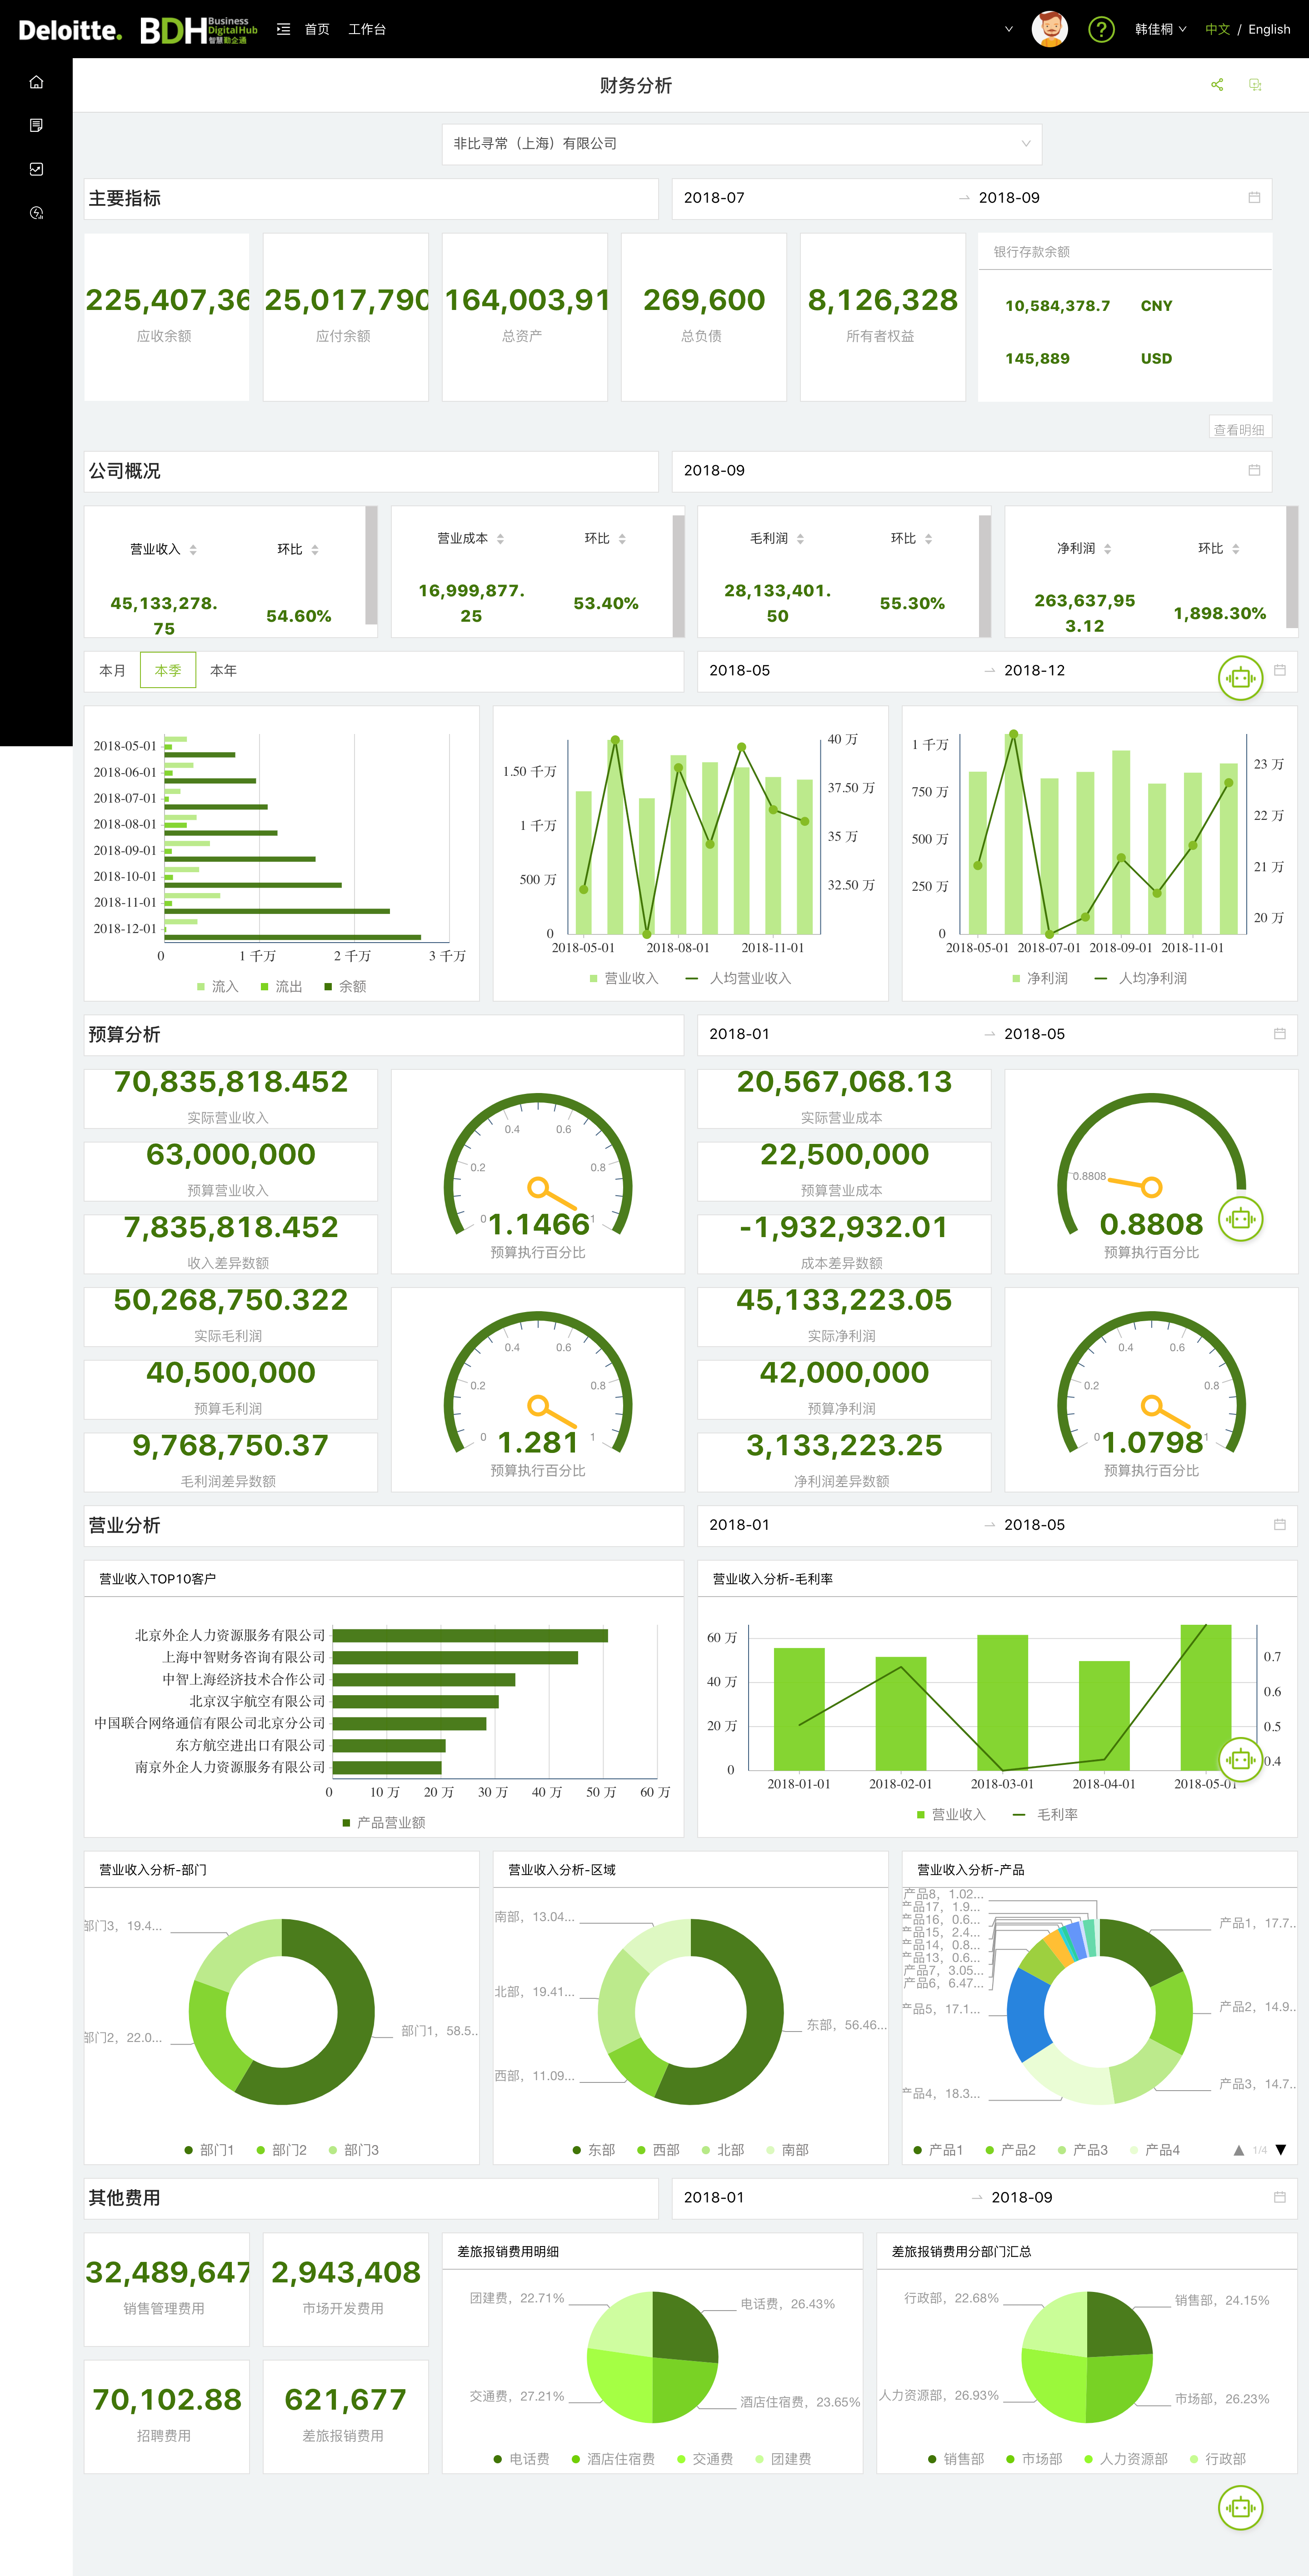 Deloitte. BDH Business DigitalHub 智慧勤企通 首页 工作台 ? 韩佳桐 中文 / English
财务分析
非比寻常（上海）有限公司
主要指标 2018-07 2018-09
225,407,36 25,017,790 164,003,91 269,600 8,126,328
应收余额 应付余额 总资产 总负债 所有者权益
银行存款余额
10,584,378.7 CNY
145,889 USD
查看明细
公司概况 2018-09
营业收入 环比 营业成本 环比 毛利润 环比 净利润 环比
45,133,278.75 54.60% 16,999,877.25 53.40% 28,133,401.50 55.30% 263,637,953.12 1,898.30%
本月 本季 本年 2018-05 2018-12
2018-05-01
2018-06-01
2018-07-01
2018-08-01
2018-09-01
2018-10-01
2018-11-01
2018-12-01
0 1 千万 2 千万 3 千万
流入 流出 余额
1.50 千万
1 千万
500 万
0
40 万
37.50 万
35 万
32.50 万
2018-05-01 2018-08-01 2018-11-01
营业收入 人均营业收入
1 千万
750 万
500 万
250 万
0
23 万
22 万
21 万
20 万
2018-05-01 2018-07-01 2018-09-01 2018-11-01
净利润 人均净利润
预算分析 2018-01 2018-05
70,835,818.452
实际营业收入
63,000,000
预算营业收入
7,835,818.452
收入差异数额
0 0.2 0.4 0.6 0.8 1
1.1466
预算执行百分比
20,567,068.13
实际营业成本
22,500,000
预算营业成本
-1,932,932.01
成本差异数额
0.8808
0.8808
预算执行百分比
50,268,750.322
实际毛利润
40,500,000
预算毛利润
9,768,750.37
毛利润差异数额
0 0.2 0.4 0.6 0.8 1
1.281
预算执行百分比
45,133,223.05
实际净利润
42,000,000
预算净利润
3,133,223.25
净利润差异数额
0 0.2 0.4 0.6 0.8 1
1.0798
预算执行百分比
营业分析 2018-01 2018-05
营业收入TOP10客户
北京外企人力资源服务有限公司
上海中智财务咨询有限公司
中智上海经济技术合作公司
北京汉宇航空有限公司
中国联合网络通信有限公司北京分公司
东方航空进出口有限公司
南京外企人力资源服务有限公司
0 10 万 20 万 30 万 40 万 50 万 60 万
产品营业额
营业收入分析-毛利率
60 万
40 万
20 万
0
0.7
0.6
0.5
0.4
2018-01-01 2018-02-01 2018-03-01 2018-04-01 2018-05-01
营业收入 毛利率
营业收入分析-部门
部门3，19.4...
部门2，22.0...
部门1，58.5..
部门1 部门2 部门3
营业收入分析-区域
南部，13.04...
北部，19.41...
西部，11.09...
东部，56.46...
东部 西部 北部 南部
营业收入分析-产品
产品8，1.02...
产品17，1.9...
产品16，0.6...
产品15，2.4...
产品14，0.8...
产品13，0.6...
产品7，3.05...
产品6，6.47...
产品5，17.1...
产品4，18.3...
产品1，17.7..
产品2，14.9..
产品3，14.7..
产品1 产品2 产品3 产品4 1/4
其他费用 2018-01 2018-09
32,489,647 2,943,408
销售管理费用 市场开发费用
70,102.88 621,677
招聘费用 差旅报销费用
差旅报销费用明细
团建费，22.71% 电话费，26.43%
交通费，27.21% 酒店住宿费，23.65%
电话费 酒店住宿费 交通费 团建费
差旅报销费用分部门汇总
行政部，22.68% 销售部，24.15%
人力资源部，26.93% 市场部，26.23%
销售部 市场部 人力资源部 行政部